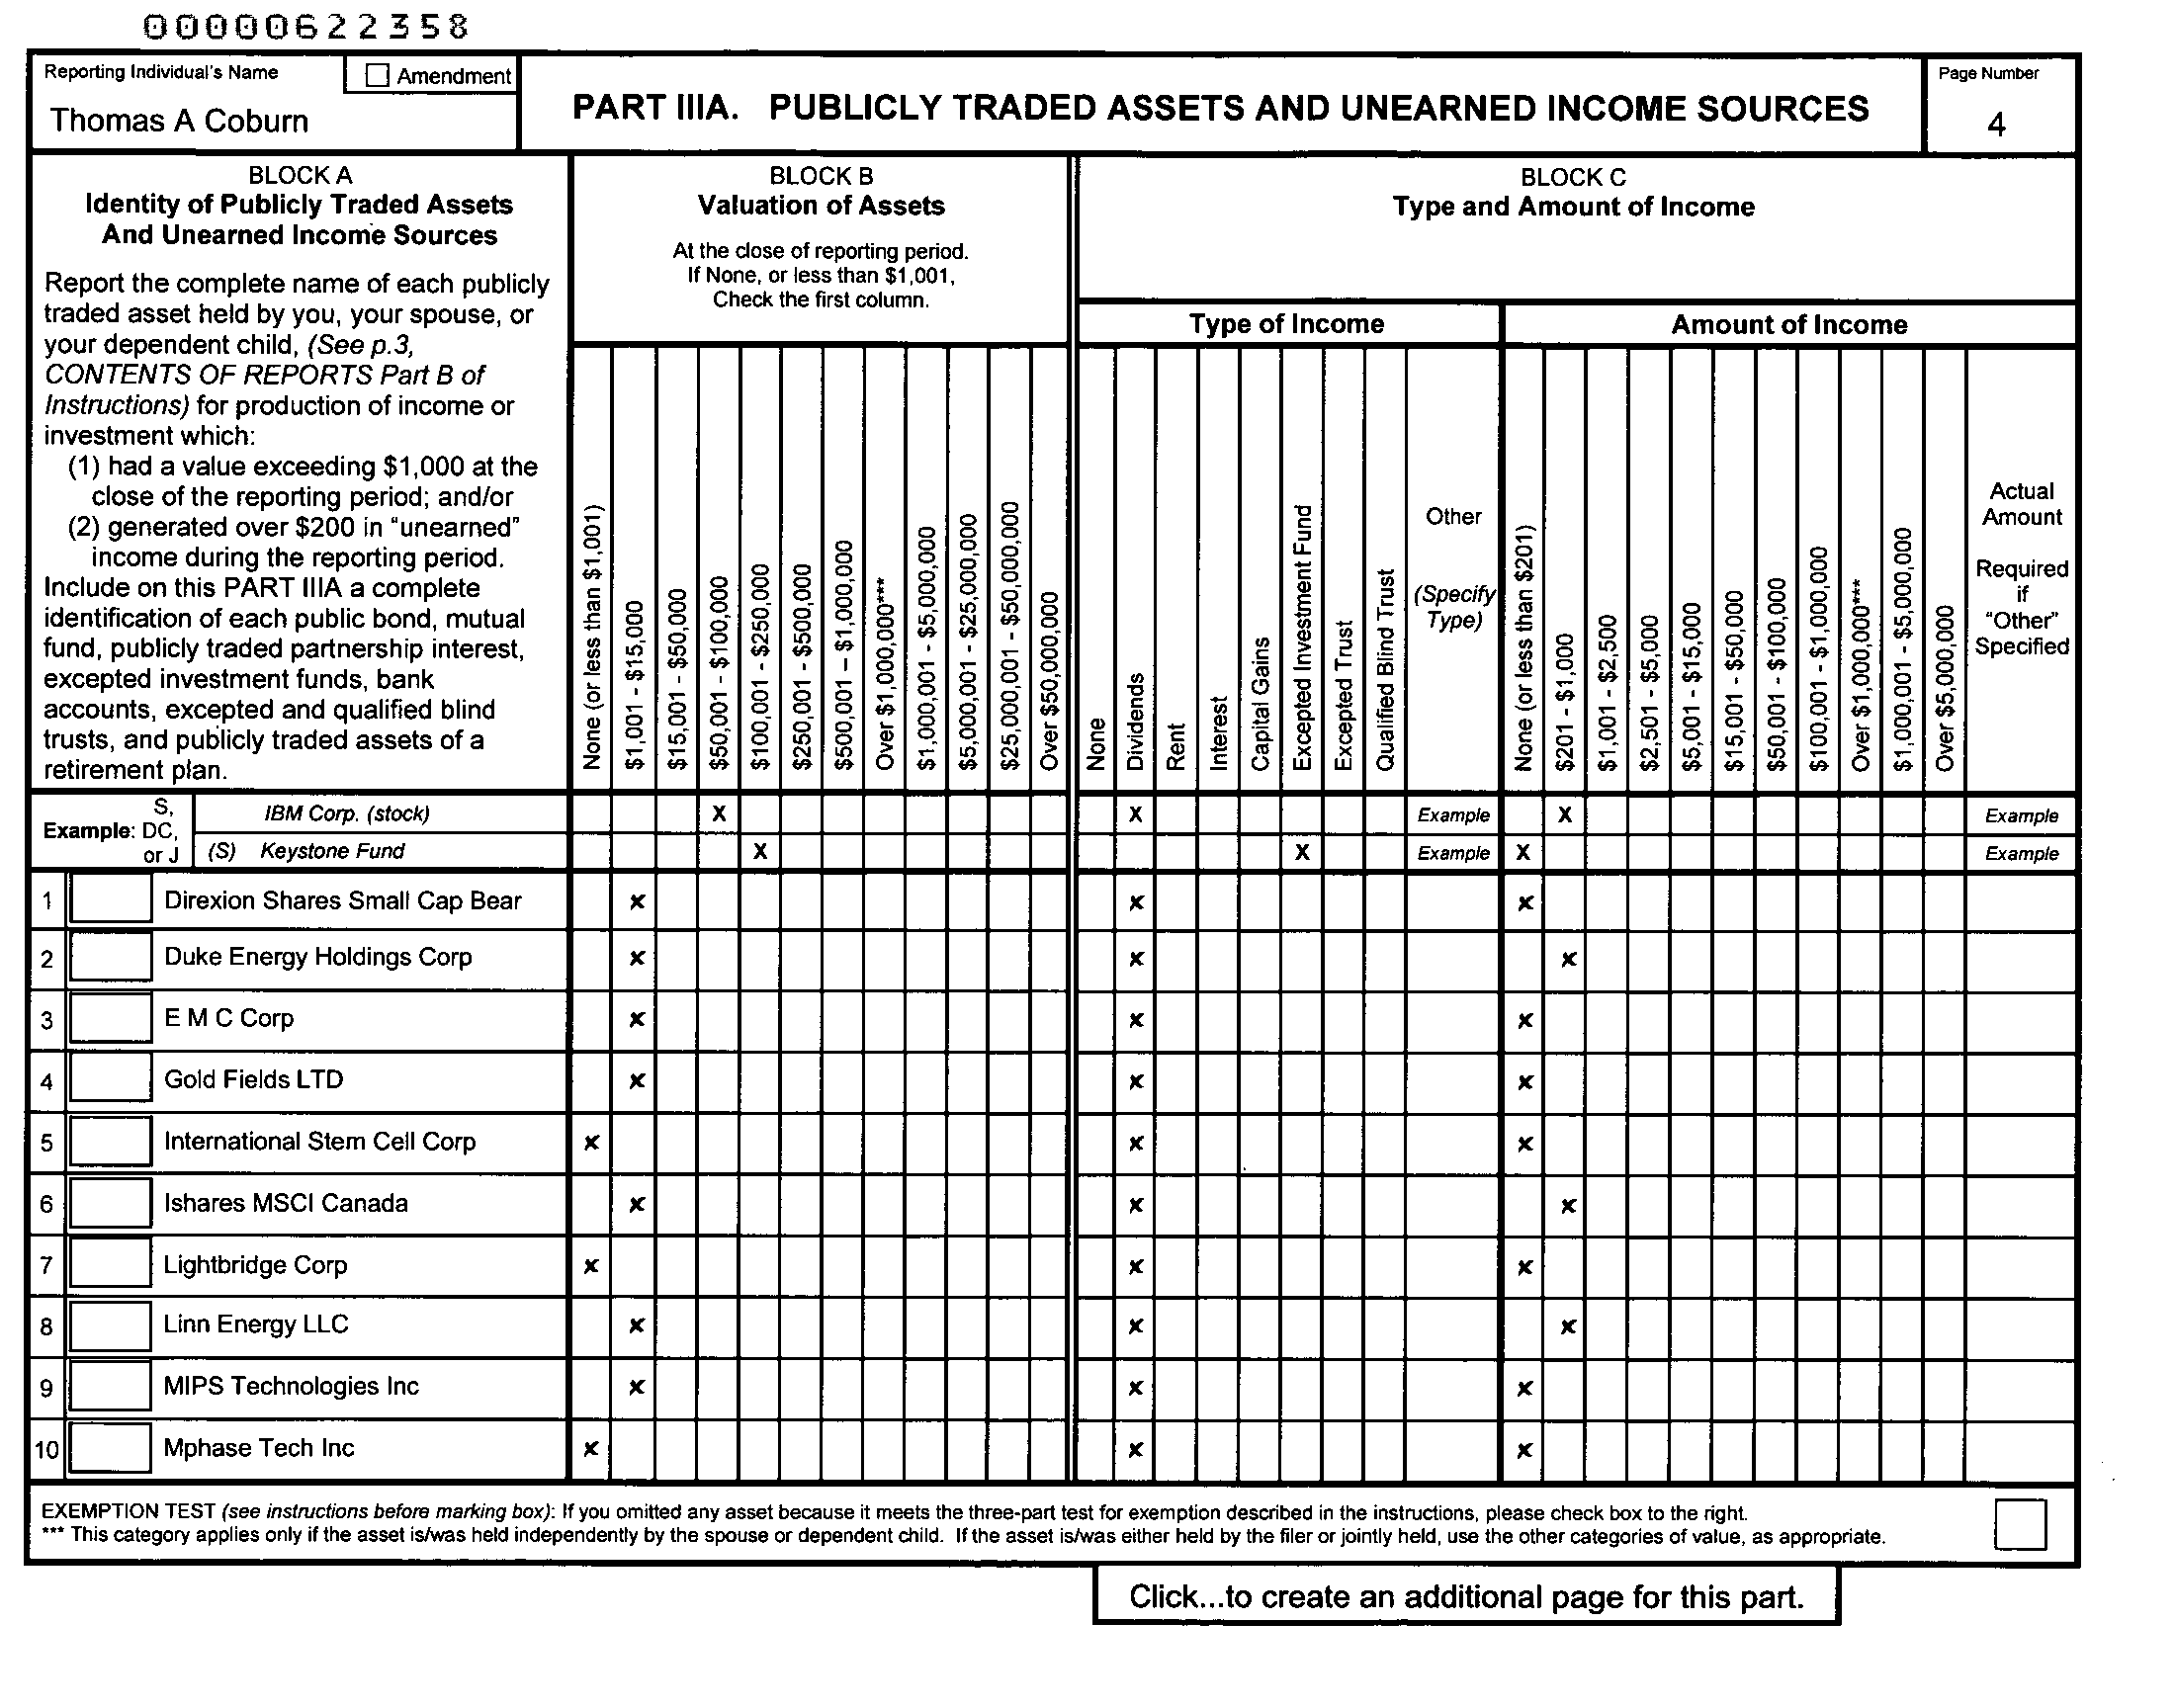 00000622358
Reporting Individual's Name
Amendment
Thomas A Coburn
PART IIIA. PUBLICLY TRADED ASSETS AND UNEARNED INCOME SOURCES
Page Number
4
BLOCK A
Identity of Publicly Traded Assets
And Unearned Income Sources
Report the complete name of each publicly
traded asset held by you, your spouse, or
your dependent child, (See p.3,
CONTENTS OF REPORTS Part B of
Instructions) for production of income or
investment which:
(1) had a value exceeding $1,000 at the
close of the reporting period; and/or
(2) generated over $200 in "unearned"
income during the reporting period.
Include on this PART IIIA a complete
identification of each public bond, mutual
fund, publicly traded partnership interest,
excepted investment funds, bank
accounts, excepted and qualified blind
trusts, and publicly traded assets of a
retirement plan.
BLOCK B
Valuation of Assets
At the close of reporting period.
If None, or less than $1,001,
Check the first column.
BLOCK C
Type and Amount of Income
Type of Income
Amount of Income
None (or less than $1,001)
$1,001 - $15,000
$15,001 - $50,000
$50,001 - $100,000
$100,001 - $250,000
$250,001 - $500,000
$500,001 – $1,000,000
Over $1,000,000***
$1,000,001 - $5,000,000
$5,000,001 - $25,000,000
$25,000,001 - $50,000,000
Over $50,000,000
None
Dividends
Rent
Interest
Capital Gains
Excepted Investment Fund
Excepted Trust
Qualified Blind Trust
Other
(Specify
Type)
None (or less than $201)
$201 - $1,000
$1,001 - $2,500
$2,501 - $5,000
$5,001 - $15,000
$15,001 - $50,000
$50,001 - $100,000
$100,001 - $1,000,000
Over $1,000,000***
$1,000,001 - $5,000,000
Over $5,000,000
Actual
Amount
Required
if
"Other"
Specified
Example: S, DC, or J
IBM Corp. (stock) X X Example X Example
(S) Keystone Fund X X Example X Example
1 Direxion Shares Small Cap Bear x x x
2 Duke Energy Holdings Corp x x x
3 E M C Corp x x x
4 Gold Fields LTD x x x
5 International Stem Cell Corp x x x
6 Ishares MSCI Canada x x x
7 Lightbridge Corp x x x
8 Linn Energy LLC x x x
9 MIPS Technologies Inc x x x
10 Mphase Tech Inc x x x
EXEMPTION TEST (see instructions before marking box): If you omitted any asset because it meets the three-part test for exemption described in the instructions, please check box to the right.
*** This category applies only if the asset is/was held independently by the spouse or dependent child. If the asset is/was either held by the filer or jointly held, use the other categories of value, as appropriate.
Click...to create an additional page for this part.